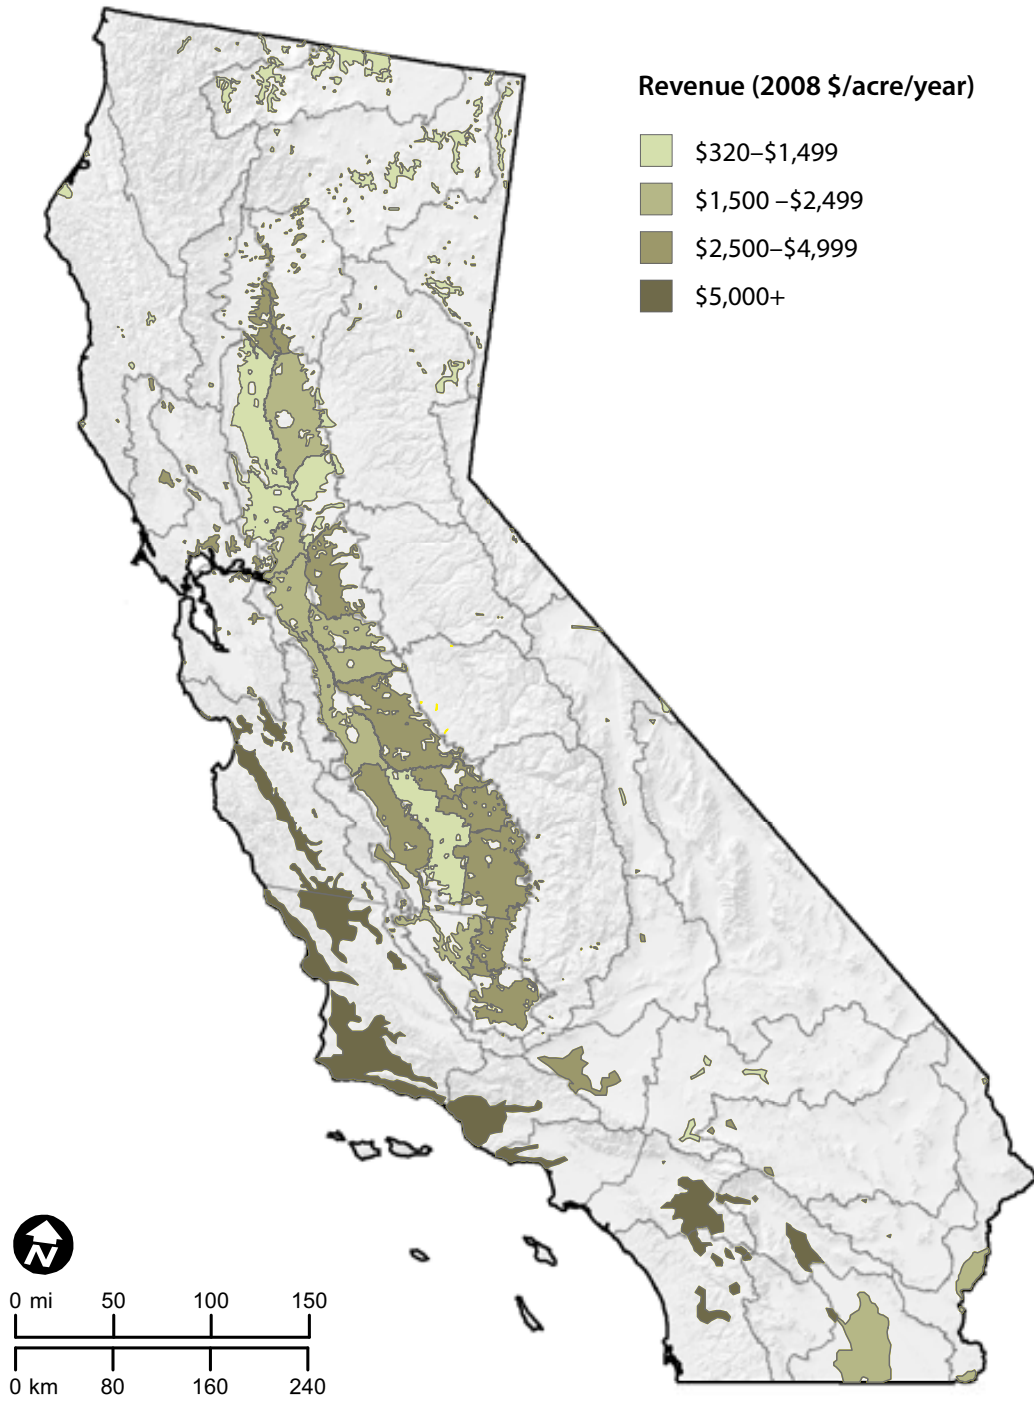 Revenue (2008 $/acre/year)
$320–$1,499
$1,500 –$2,499
$2,500–$4,999
$5,000+
N
0 mi 50 100 150
0 km 80 160 240